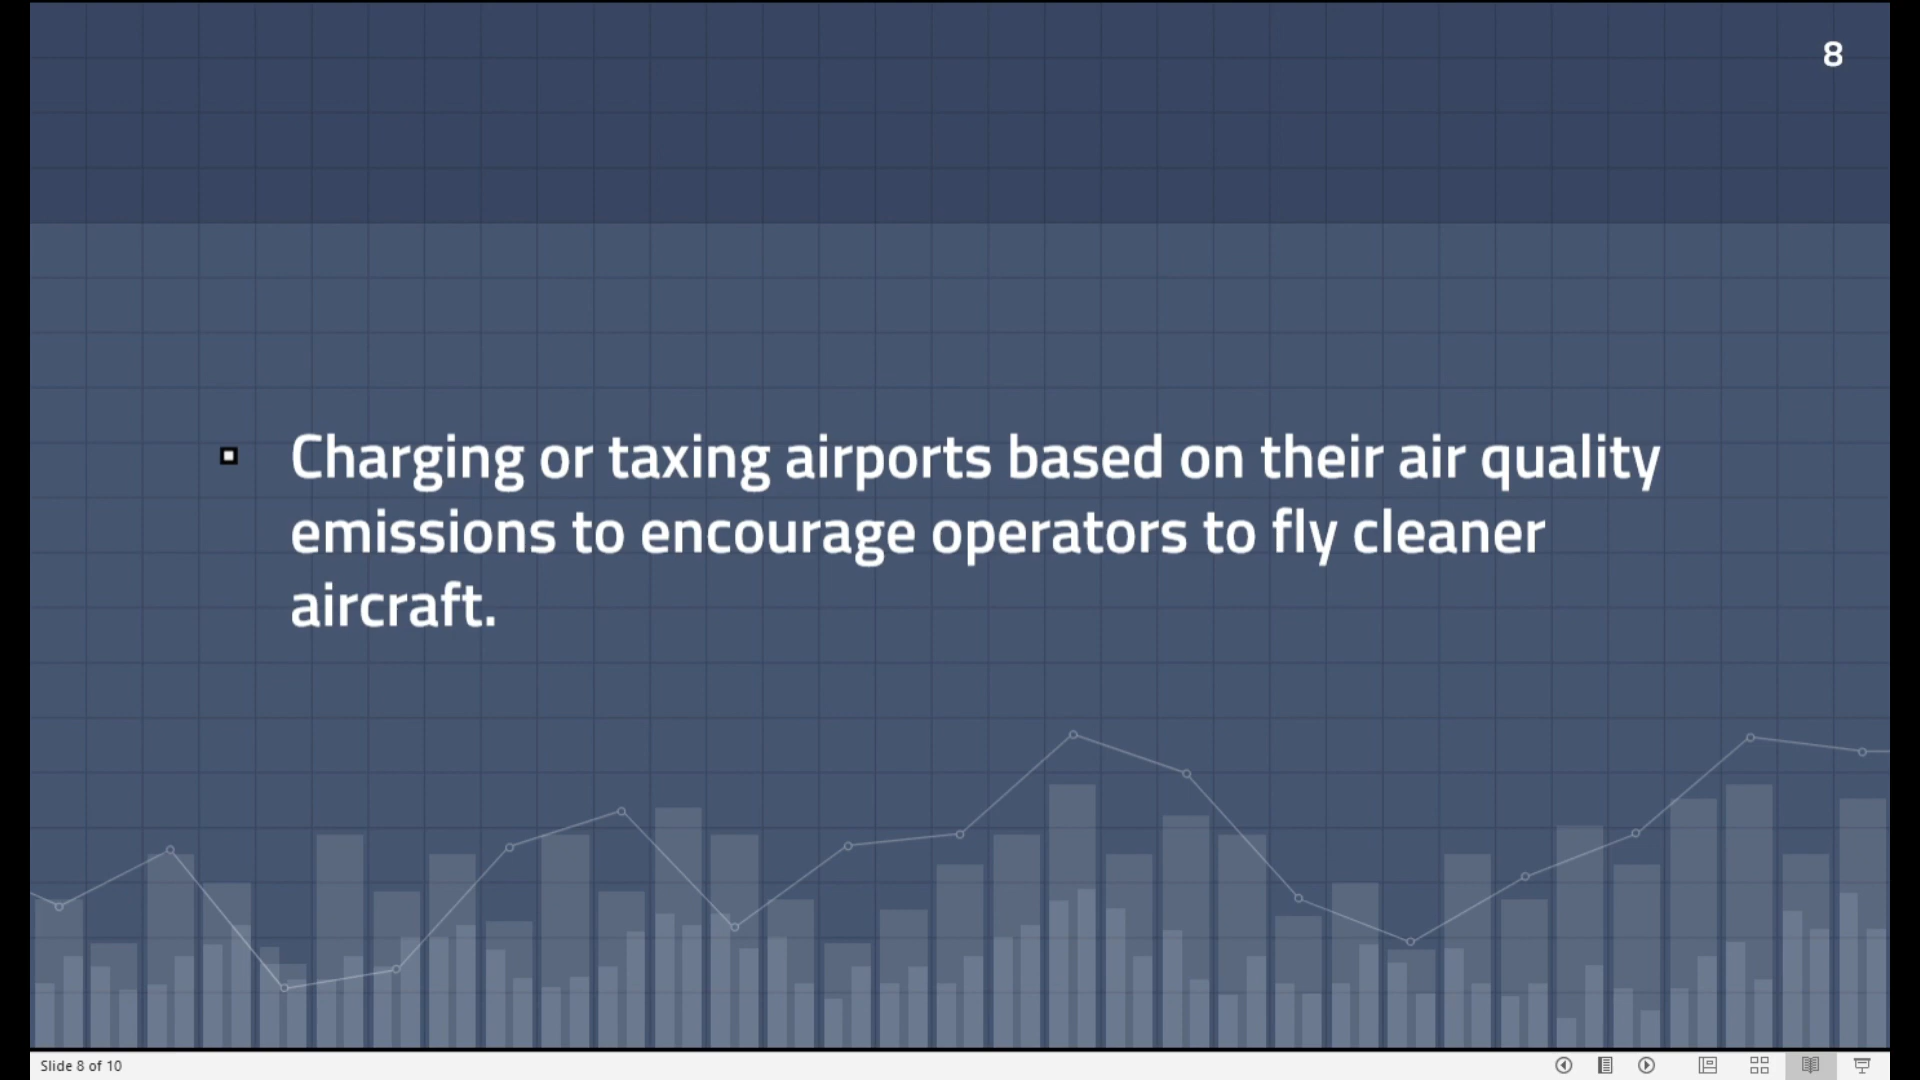 8
Charging or taxing airports based on their air quality
emissions to encourage operators to fly cleaner
aircraft.
Slide 8 of 10